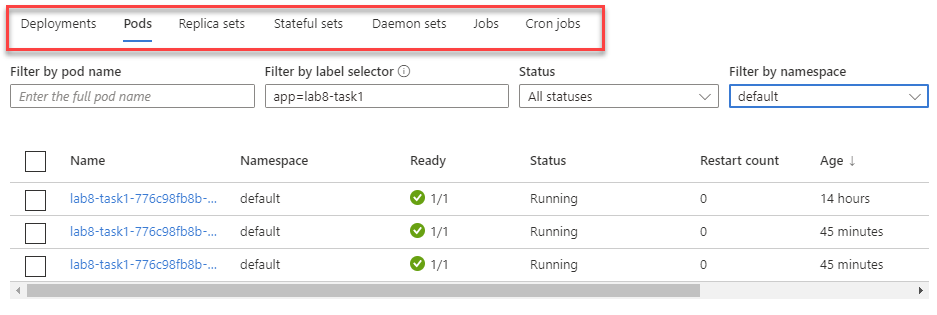 Deployments Pods Replica sets Stateful sets Daemon sets Jobs Cron jobs
Filter by pod name Filter by label selector Status Filter by namespace
Enter the full pod name app=lab8-task1 All statuses default
Name Namespace Ready Status Restart count Age ↓
lab8-task1-776c98fb8b-... default 1/1 Running 0 14 hours
lab8-task1-776c98fb8b-... default 1/1 Running 0 45 minutes
lab8-task1-776c98fb8b-... default 1/1 Running 0 45 minutes